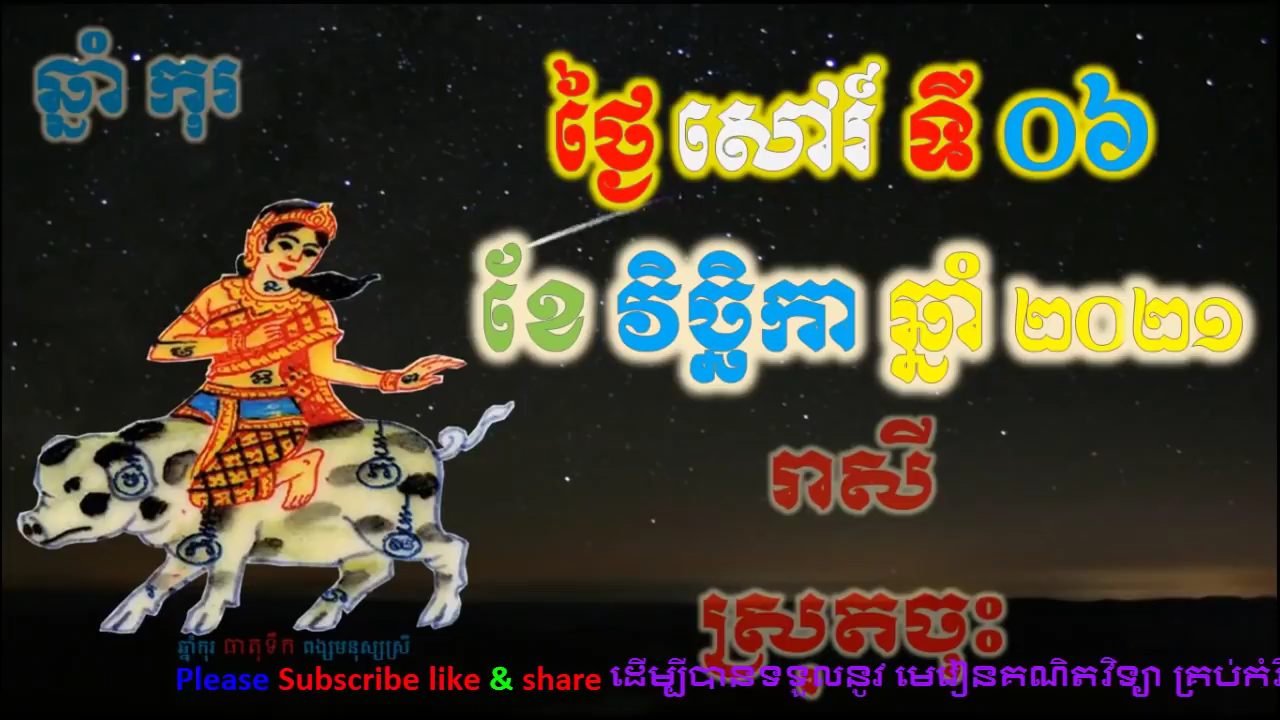 ឆ្នាំ កុរ
ថ្ងៃ សៅរ៍ ទី ០៦
ខែ វិច្ឆិកា ឆ្នាំ ២០២១
រាសី
ស្រុតចុះ
ឆ្នាំកុរ ធាតុទឹក ពង្សមនុស្សស្រី
Please Subscribe like & share ដើម្បីបានទទួលនូវ មេរៀនគណិតវិទ្យា គ្រប់កំរិ